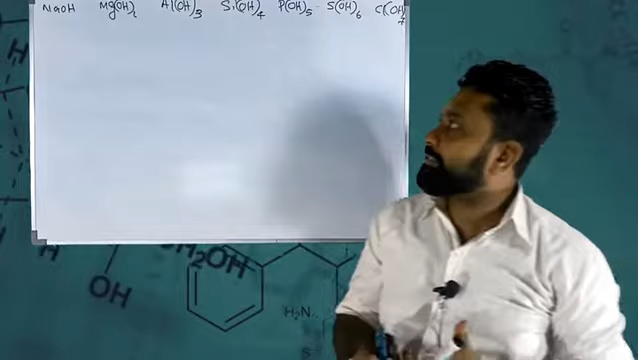 NaOH Mg(OH)2 Al(OH)3 Si(OH)4 P(OH)5 S(OH)6 Cl(OH)7
H
H
H2OH
OH
H2N
S